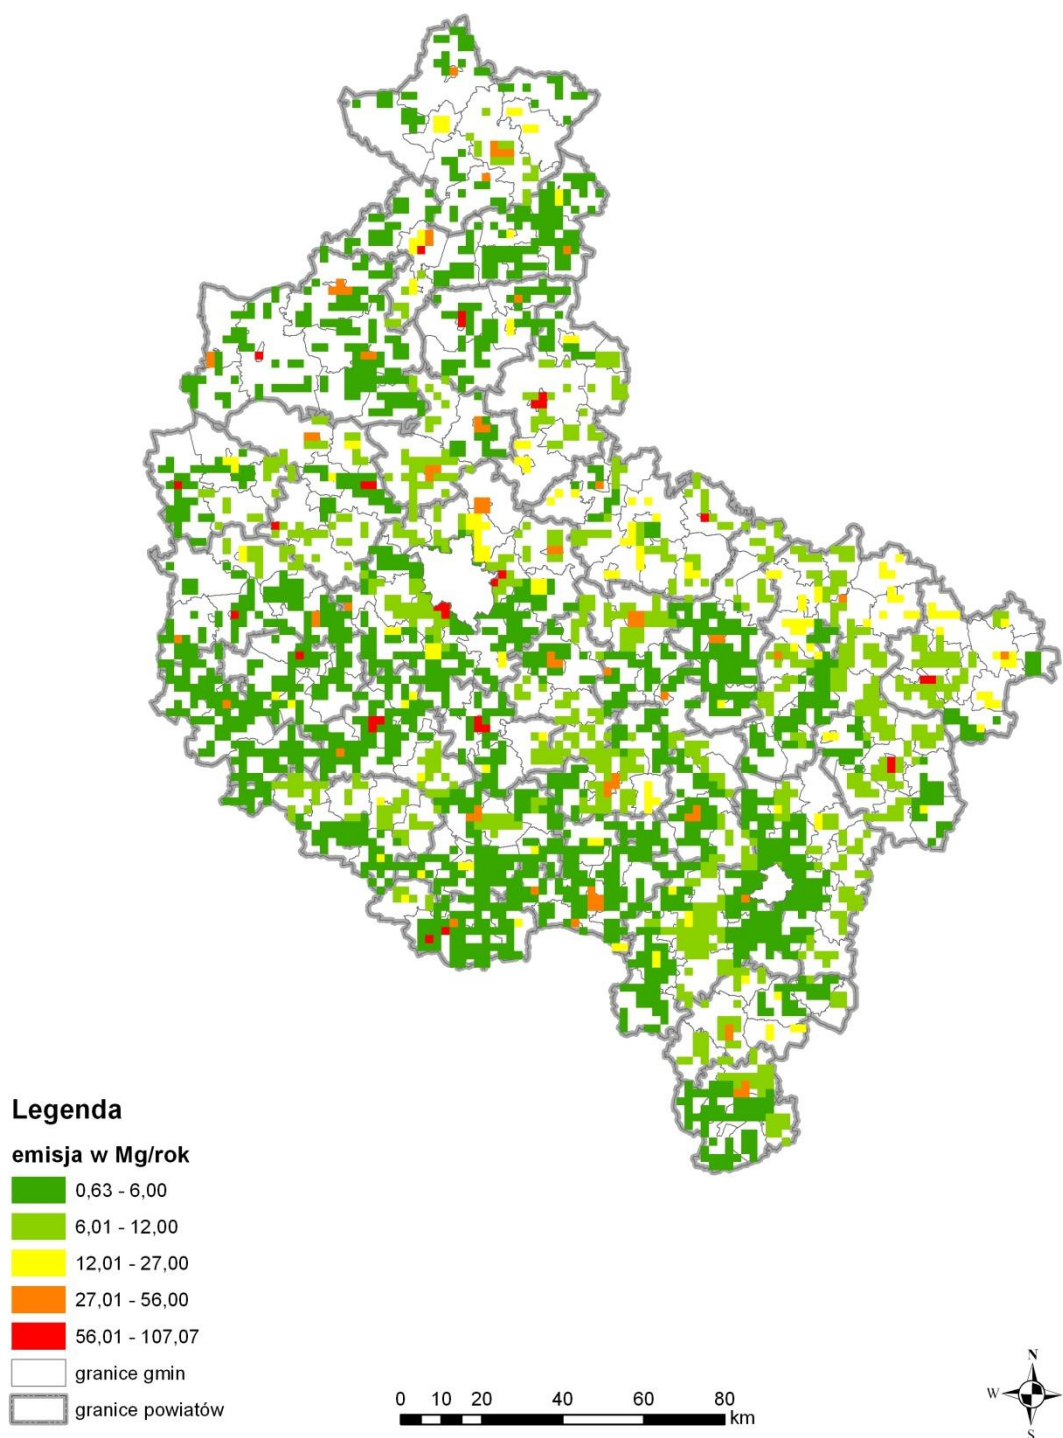 Legenda
emisja w Mg/rok
0,63 - 6,00
6,01 - 12,00
12,01 - 27,00
27,01 - 56,00
56,01 - 107,07
granice gmin
granice powiatów
0 10 20 40 60 80
km
N
W
S